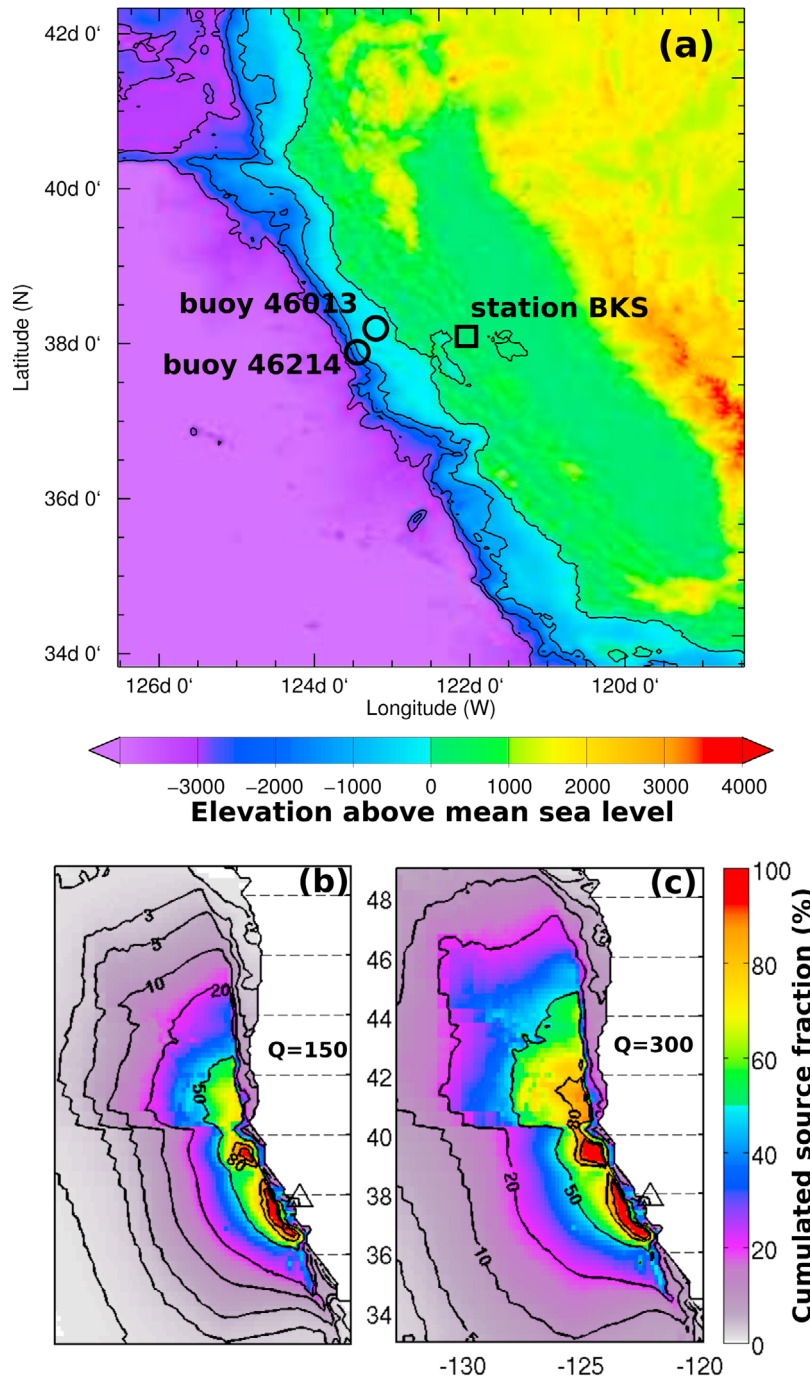 (a)
42d 0‘
40d 0‘
38d 0‘
36d 0‘
34d 0‘
Latitude (N)
buoy 46013
station BKS
buoy 46214
126d 0‘ 124d 0‘ 122d 0‘ 120d 0‘
Longitude (W)
−3000 −2000 −1000 0 1000 2000 3000 4000
Elevation above mean sea level
(b)
3
5
10
20
50
80
Q=150
(c)
48
46
44
42
40
38
36
34
Q=300
80
20
50
10
-130 -125 -120
100
80
60
40
20
0
Cumulated source fraction (%)